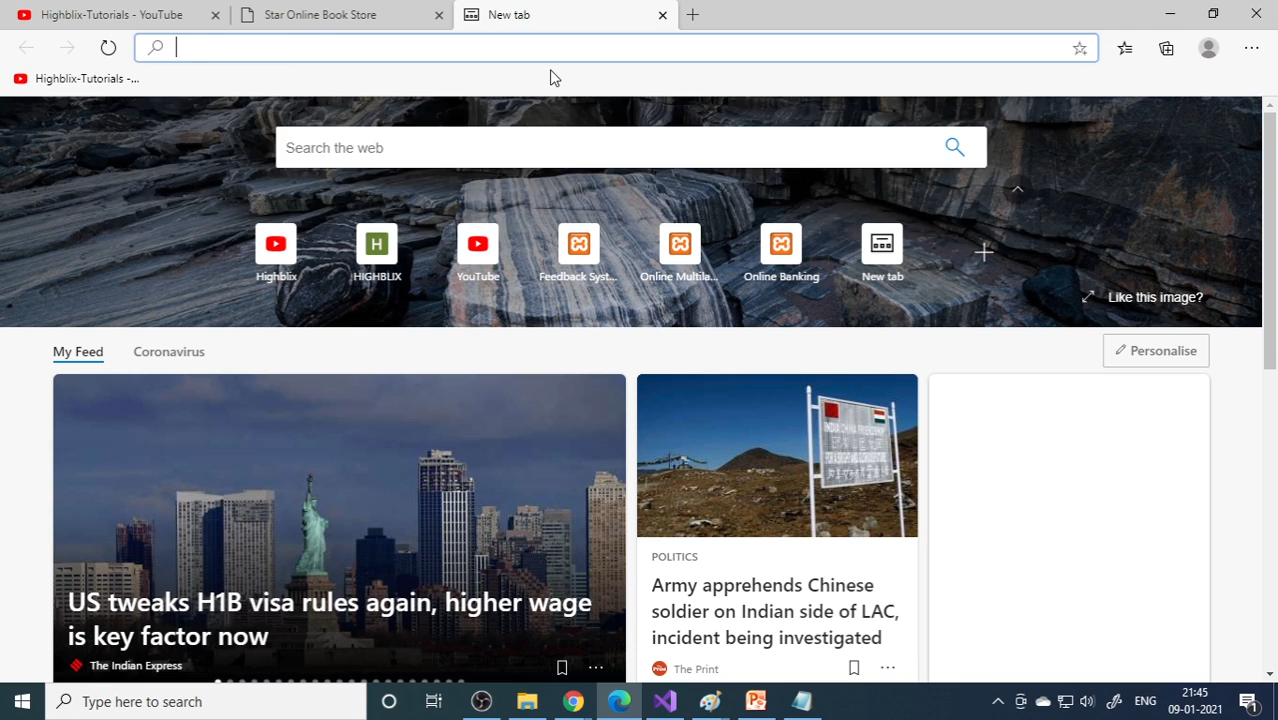 Highblix-Tutorials - YouTube
Star Online Book Store
New tab
Highblix-Tutorials -...
Search the web
H
Highblix
HIGHBLIX
YouTube
Feedback Syst...
Online Multila...
Online Banking
New tab
Like this image?
My Feed
Coronavirus
Personalise
US tweaks H1B visa rules again, higher wage
is key factor now
The Indian Express
POLITICS
Army apprehends Chinese
soldier on Indian side of LAC,
incident being investigated
The Print
Type here to search
ENG
21:45
09-01-2021
1